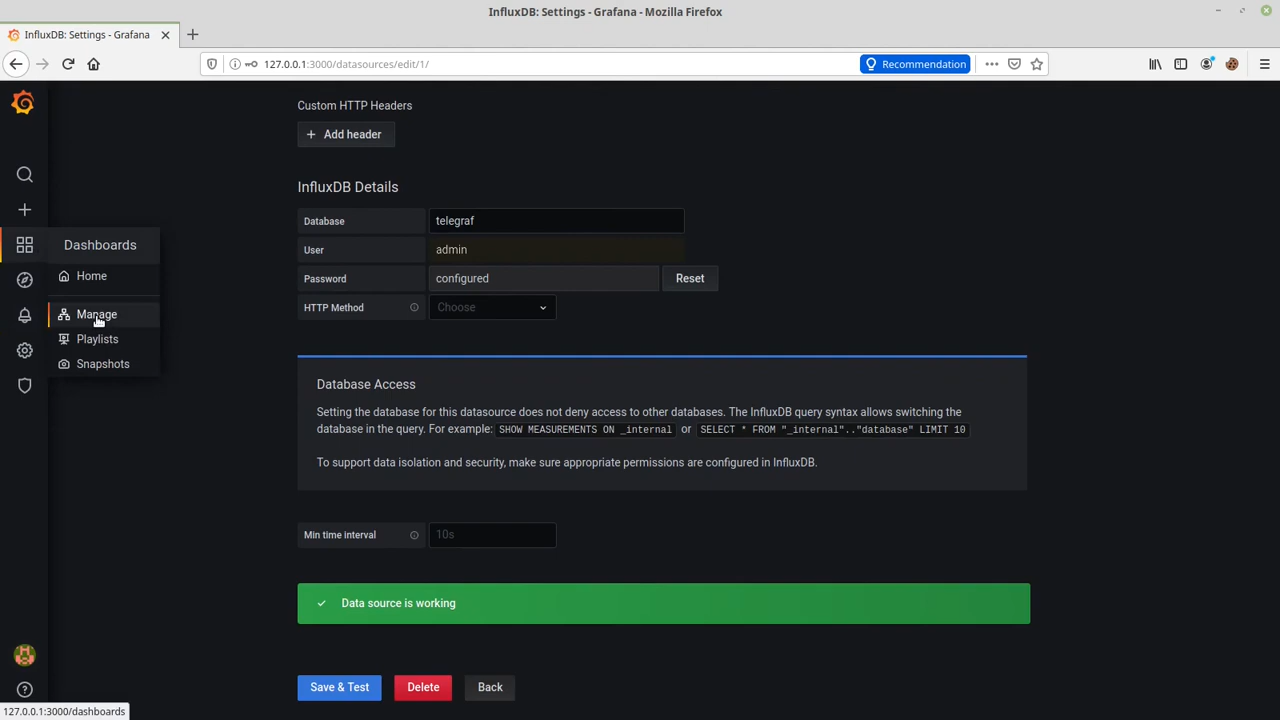 InfluxDB: Settings - Grafana - Mozilla Firefox
InfluxDB: Settings - Grafana
127.0.0.1:3000/datasources/edit/1/
Recommendation
Custom HTTP Headers
+ Add header
InfluxDB Details
Database
telegraf
User
admin
Password
configured
Reset
HTTP Method
Choose
Dashboards
Home
Manage
Playlists
Snapshots
Database Access
Setting the database for this datasource does not deny access to other databases. The InfluxDB query syntax allows switching the
database in the query. For example: SHOW MEASUREMENTS ON _internal or SELECT * FROM "_internal".."database" LIMIT 10
To support data isolation and security, make sure appropriate permissions are configured in InfluxDB.
Min time interval
10s
Data source is working
Save & Test
Delete
Back
127.0.0.1:3000/dashboards